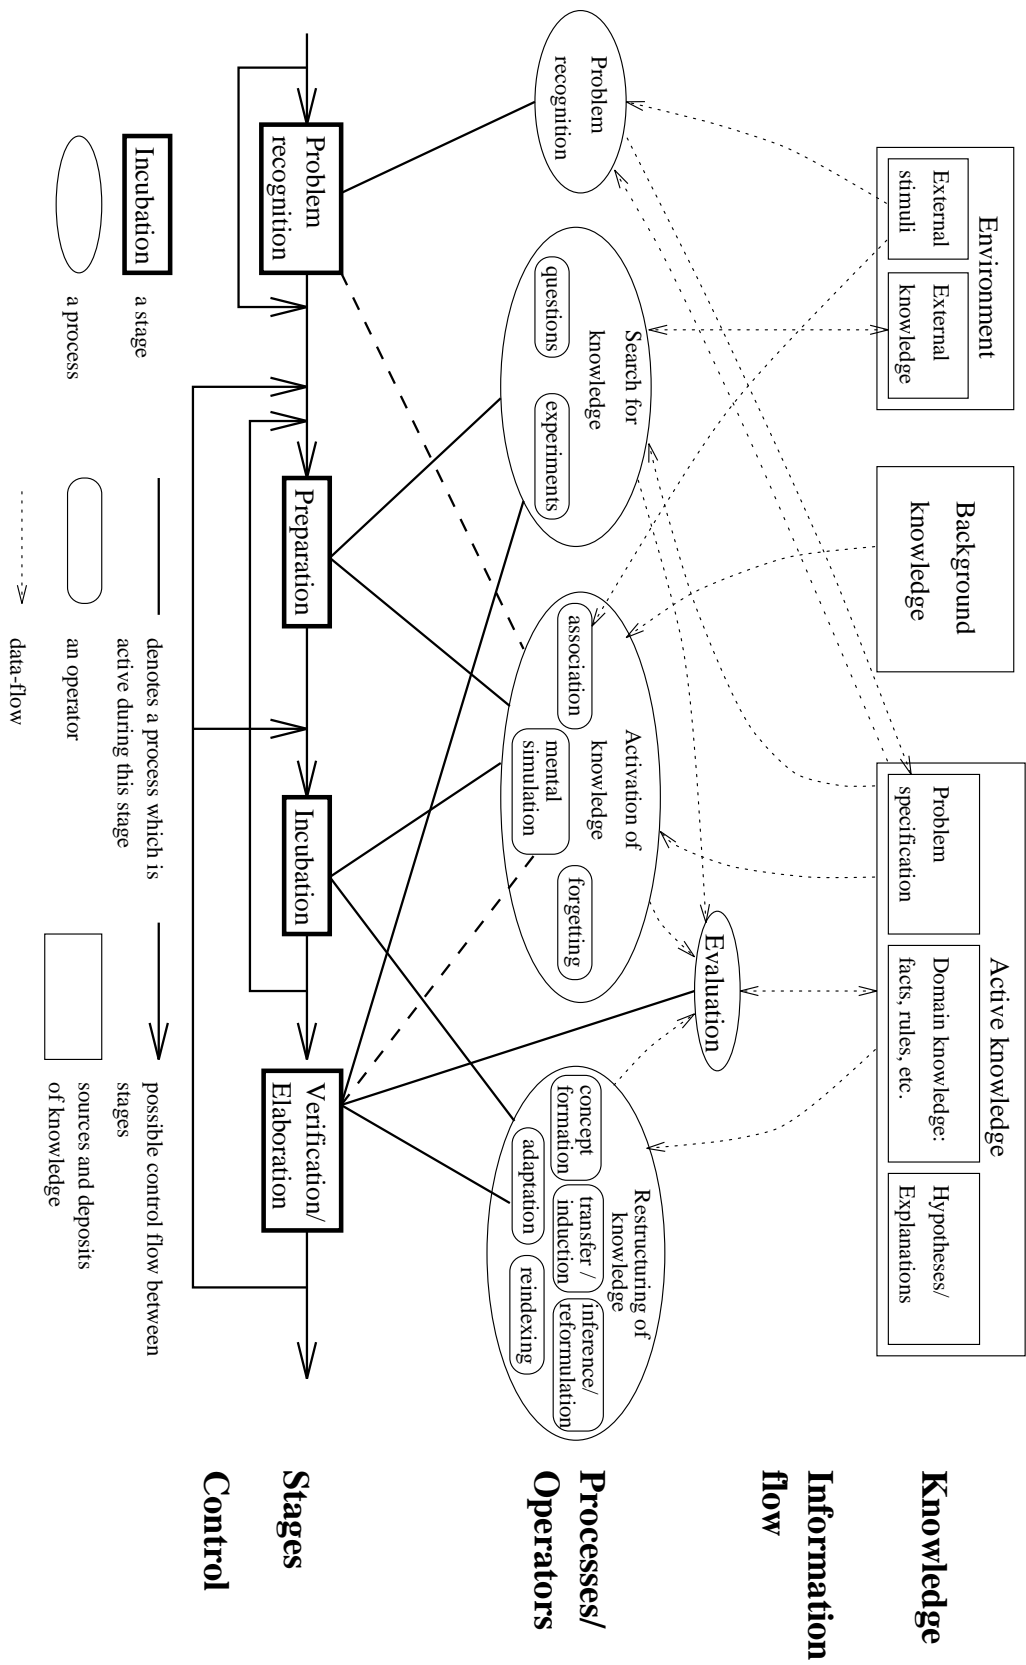 Environment
External
stimuli
External
knowledge
Background
knowledge
Active knowledge
Problem
specification
Domain knowledge:
facts, rules, etc.
Hypotheses/
Explanations
Knowledge
Information
flow
Evaluation
Problem
recognition
Search for
knowledge
questions
experiments
Activation of
knowledge
association
mental
simulation
forgetting
Restructuring of
knowledge
concept
formation
transfer /
induction
inference/
reformulation
adaptation
reindexing
Processes/
Operators
Problem
recognition
Preparation
Incubation
Verification/
Elaboration
Stages
Control
Incubation
a stage
a process
denotes a process which is
active during this stage
an operator
data-flow
possible control flow between
stages
sources and deposits
of knowledge